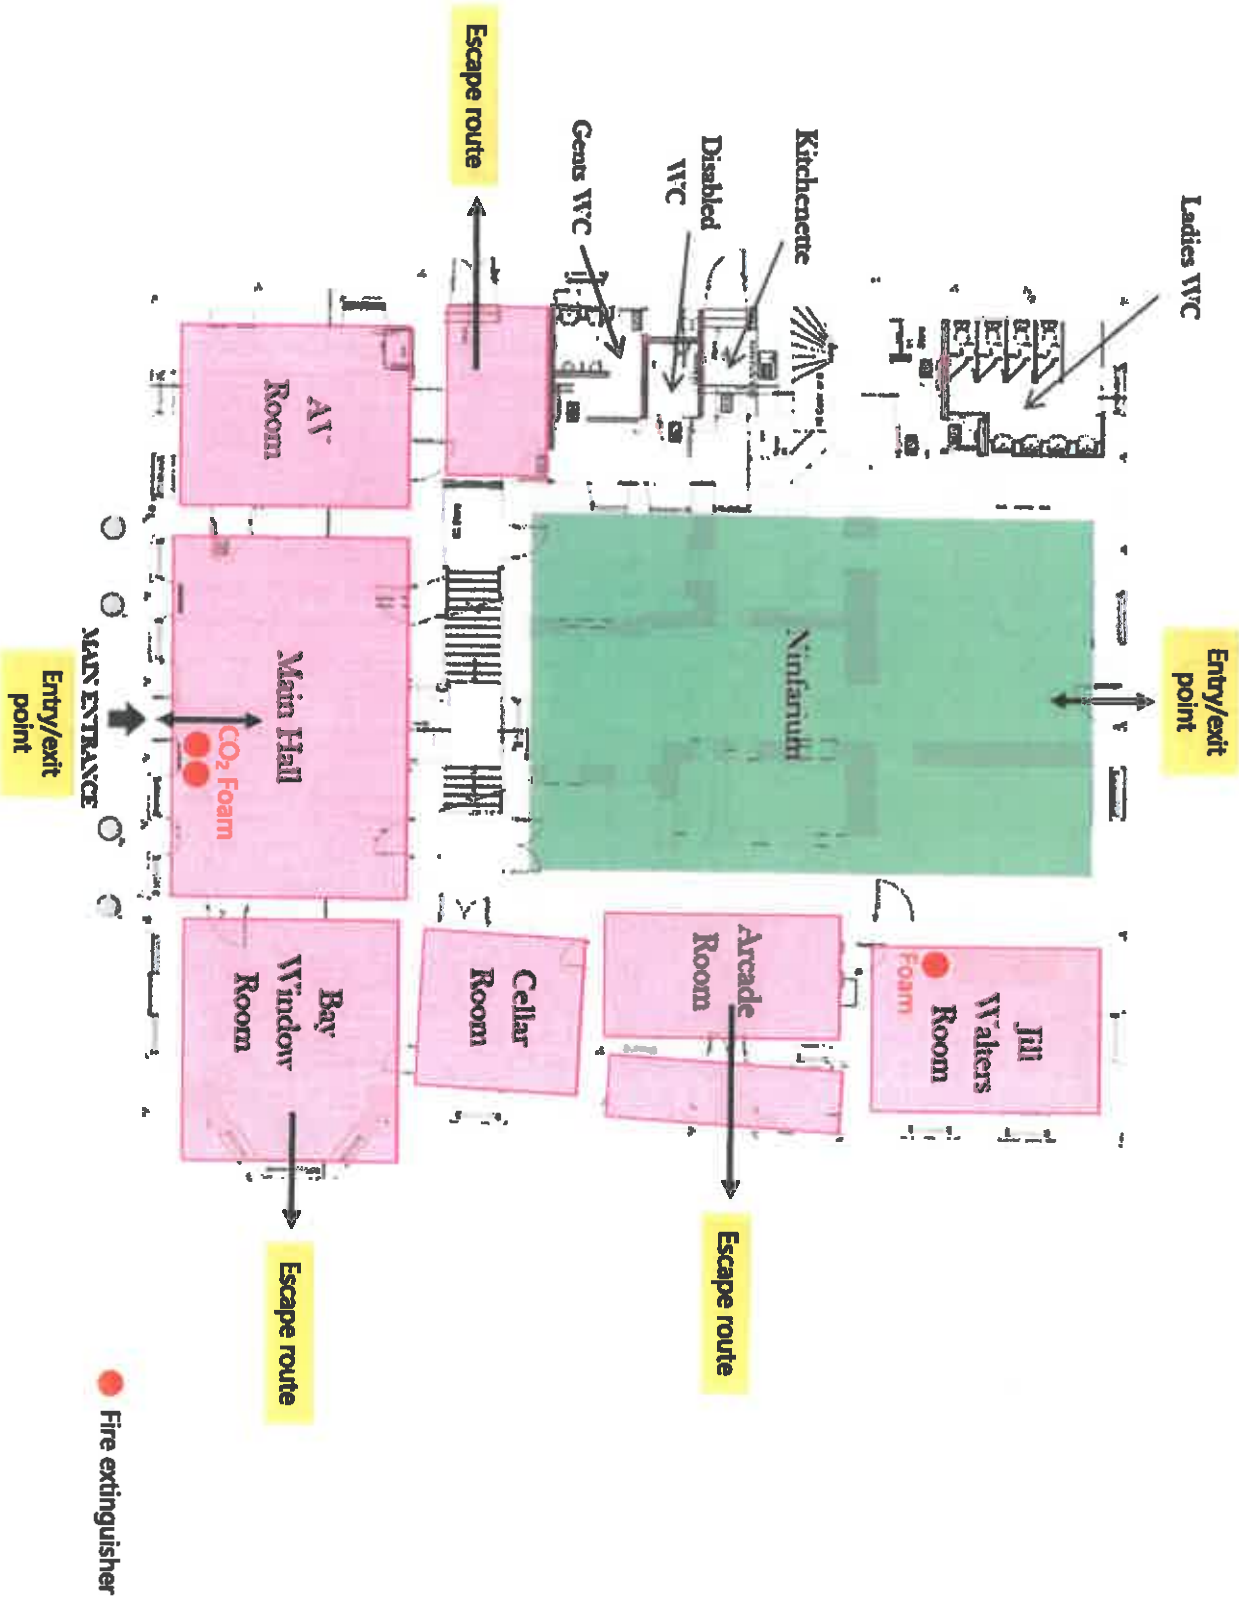 Ladies WC
Entry/exit
point
Kitchenette
Disabled
WC
Gents WC
Escape route
Ninfarium
Jill
Walters
Room
Foam
Arcade
Room
Escape route
Cellar
Room
AV
Room
Main Hall
CO₂ Foam
Bay
Window
Room
Escape route
MAIN ENTRANCE
Entry/exit
point
Fire extinguisher